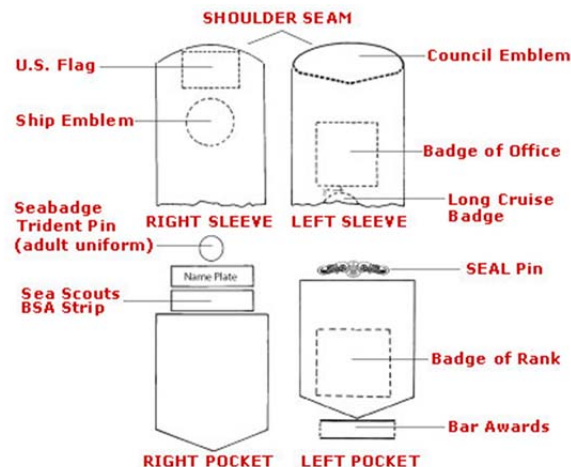 SHOULDER SEAM
U.S. Flag
Council Emblem
Ship Emblem
Badge of Office
Long Cruise
Badge
RIGHT SLEEVE
LEFT SLEEVE
Seabadge
Trident Pin
(adult uniform)
Name Plate
SEAL Pin
Sea Scouts
BSA Strip
Badge of Rank
Bar Awards
RIGHT POCKET
LEFT POCKET